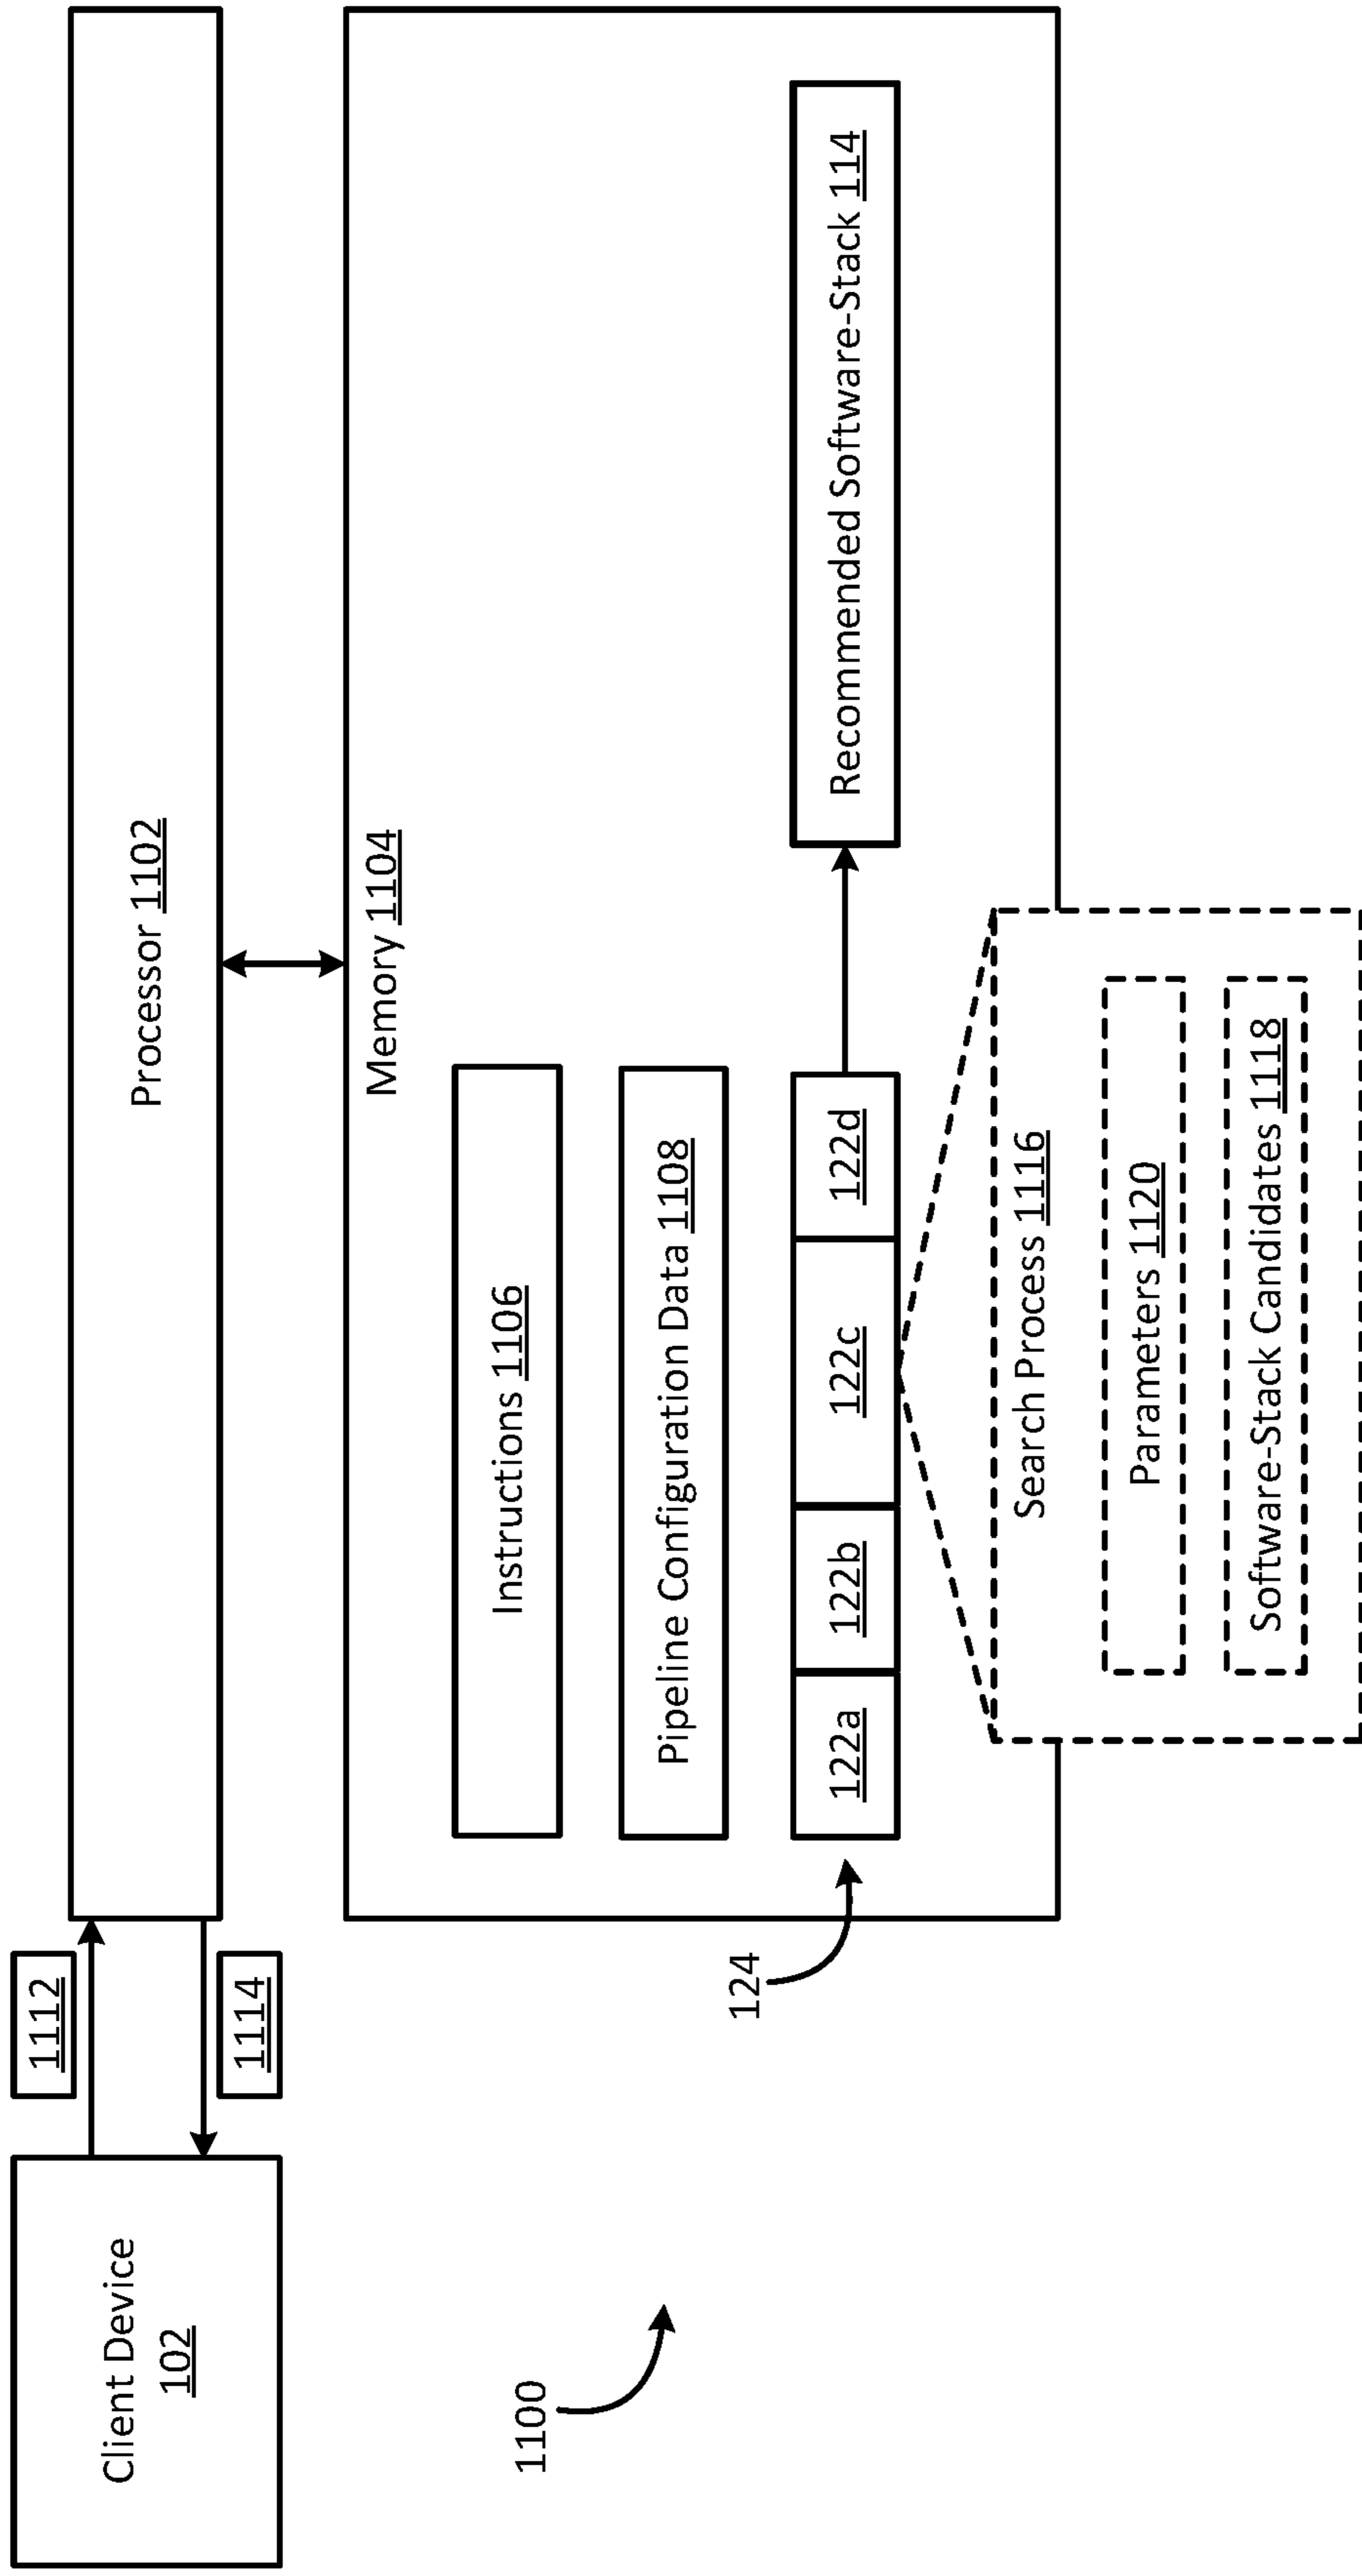 Client Device
102
1112
1114
Processor 1102
Memory 1104
Instructions 1106
Pipeline Configuration Data 1108
124
122a
122b
122c
122d
Recommended Software-Stack 114
Search Process 1116
Parameters 1120
Software-Stack Candidates 1118
1100